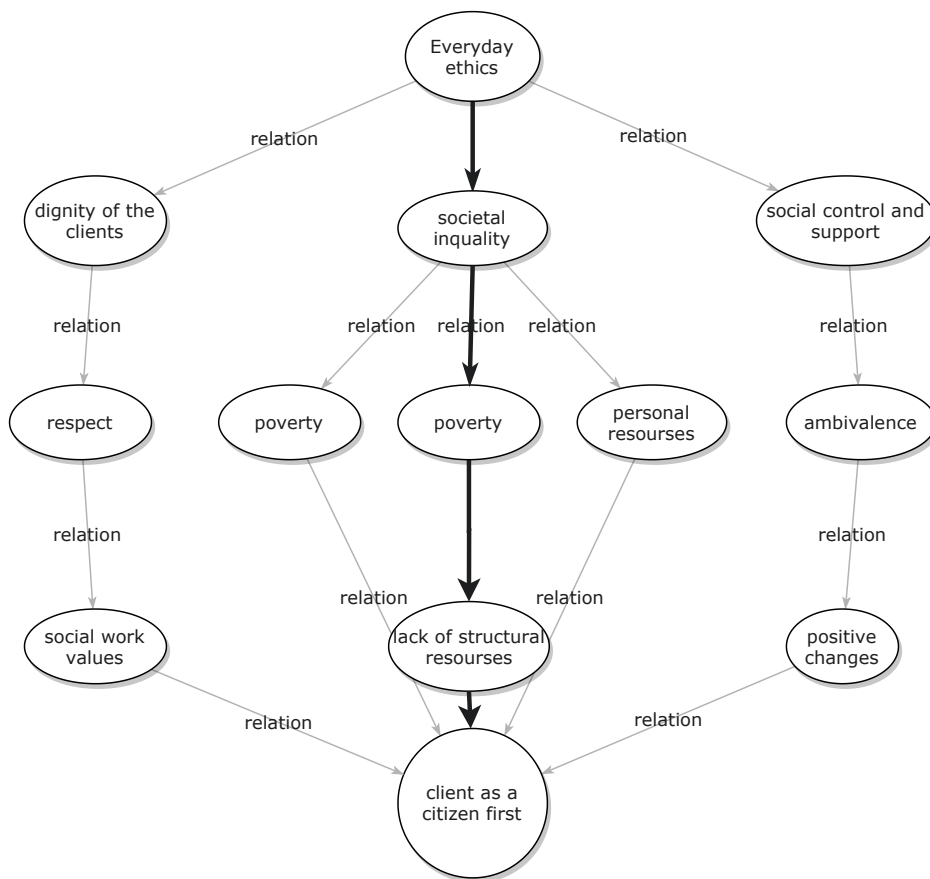 Everyday
ethics
relation
relation
dignity of the
clients
societal
inquality
social control and
support
relation
relation
relation
relation
relation
respect
poverty
poverty
personal
resourses
ambivalence
relation
relation
relation
relation
social work
values
lack of structural
resourses
positive
changes
relation
relation
client as a
citizen first